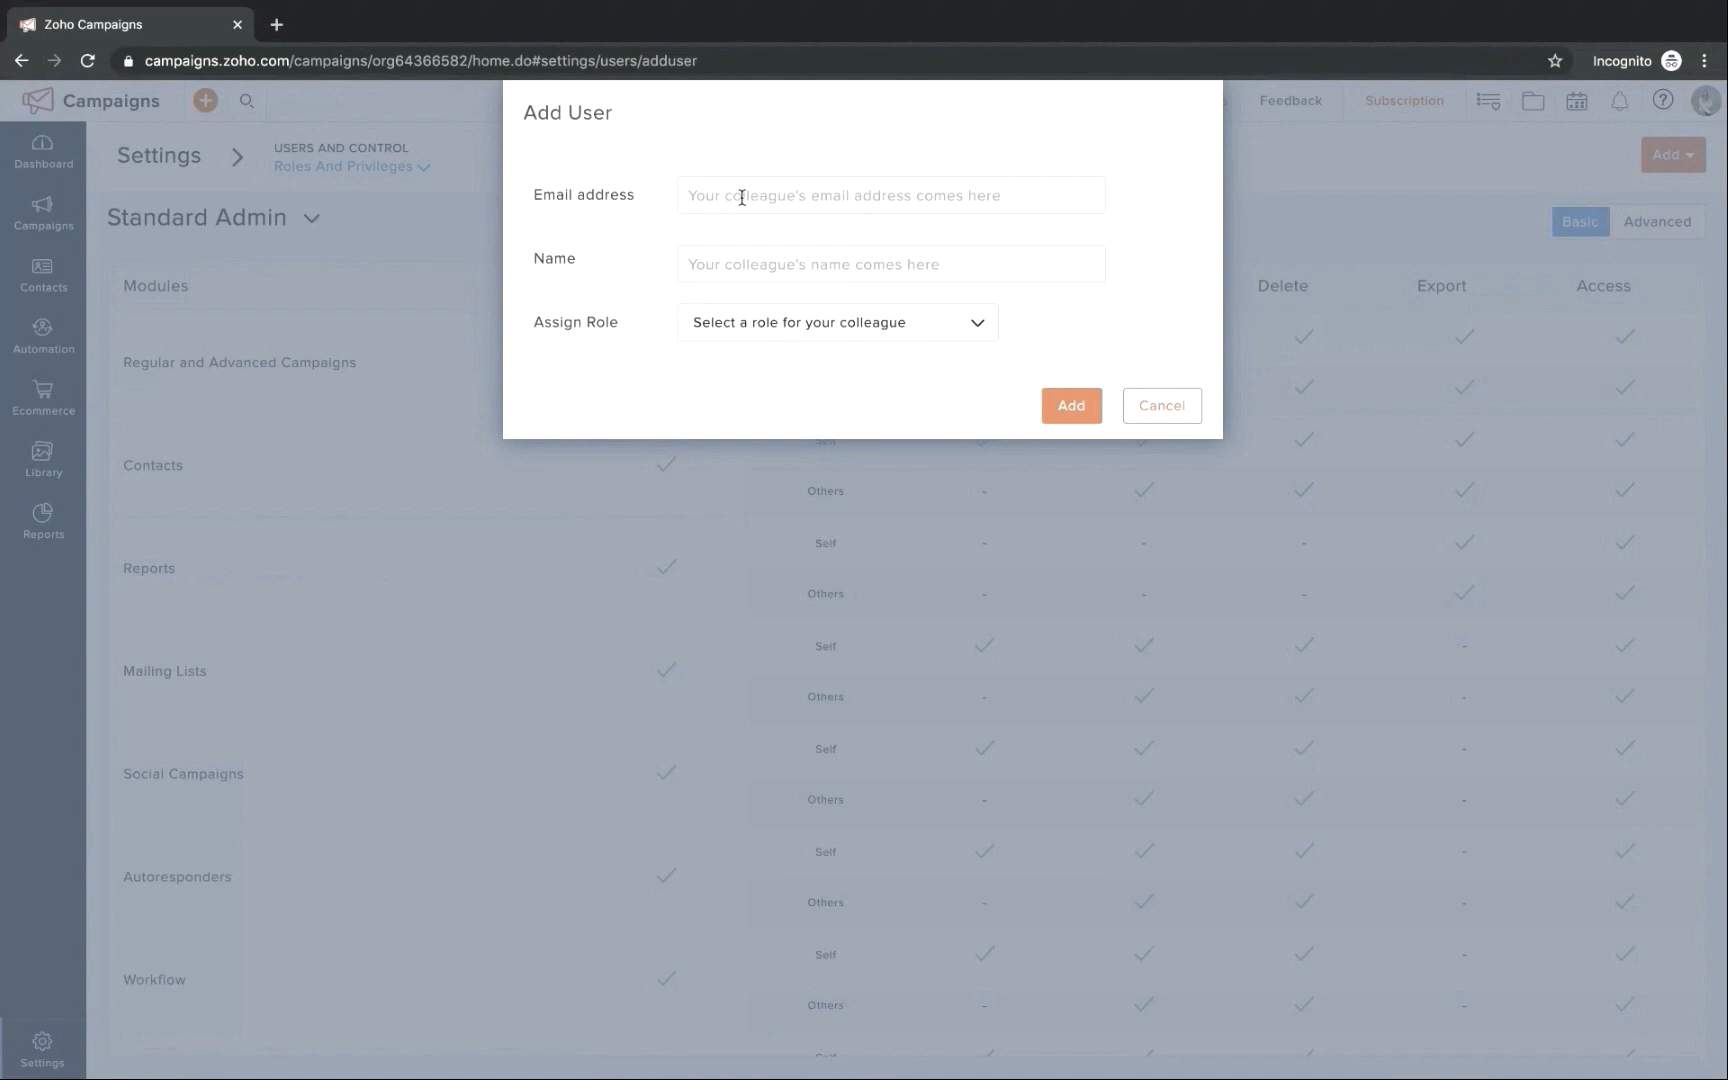 Zoho Campaigns
campaigns.zoho.com/campaigns/org64366582/home.do#settings/users/adduser
Incognito
Campaigns
Feedback
Subscription
Add User
Email address
Your colleague's email address comes here
Name
Your colleague's name comes here
Assign Role
Select a role for your colleague
Add
Cancel
Dashboard
Campaigns
Contacts
Automation
Ecommerce
Library
Reports
Settings
Settings
USERS AND CONTROL
Roles And Privileges
Add
Standard Admin
Basic
Advanced
Modules
Delete
Export
Access
Regular and Advanced Campaigns
Contacts
Self
Others
-
Reports
Self
- - -
Others
- - -
Mailing Lists
Self
-
Others
-
Social Campaigns
Self
-
Others
- -
Autoresponders
Self
-
Others
- -
Workflow
Self
-
Others
- -